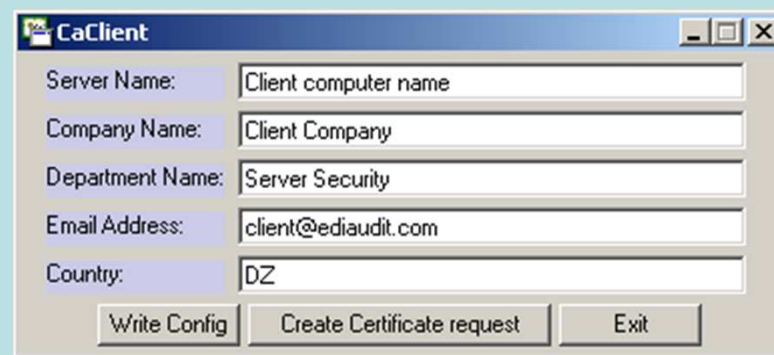 CaClient
Server Name: Client computer name
Company Name: Client Company
Department Name: Server Security
Email Address: client@ediaudit.com
Country: DZ
Write Config Create Certificate request Exit